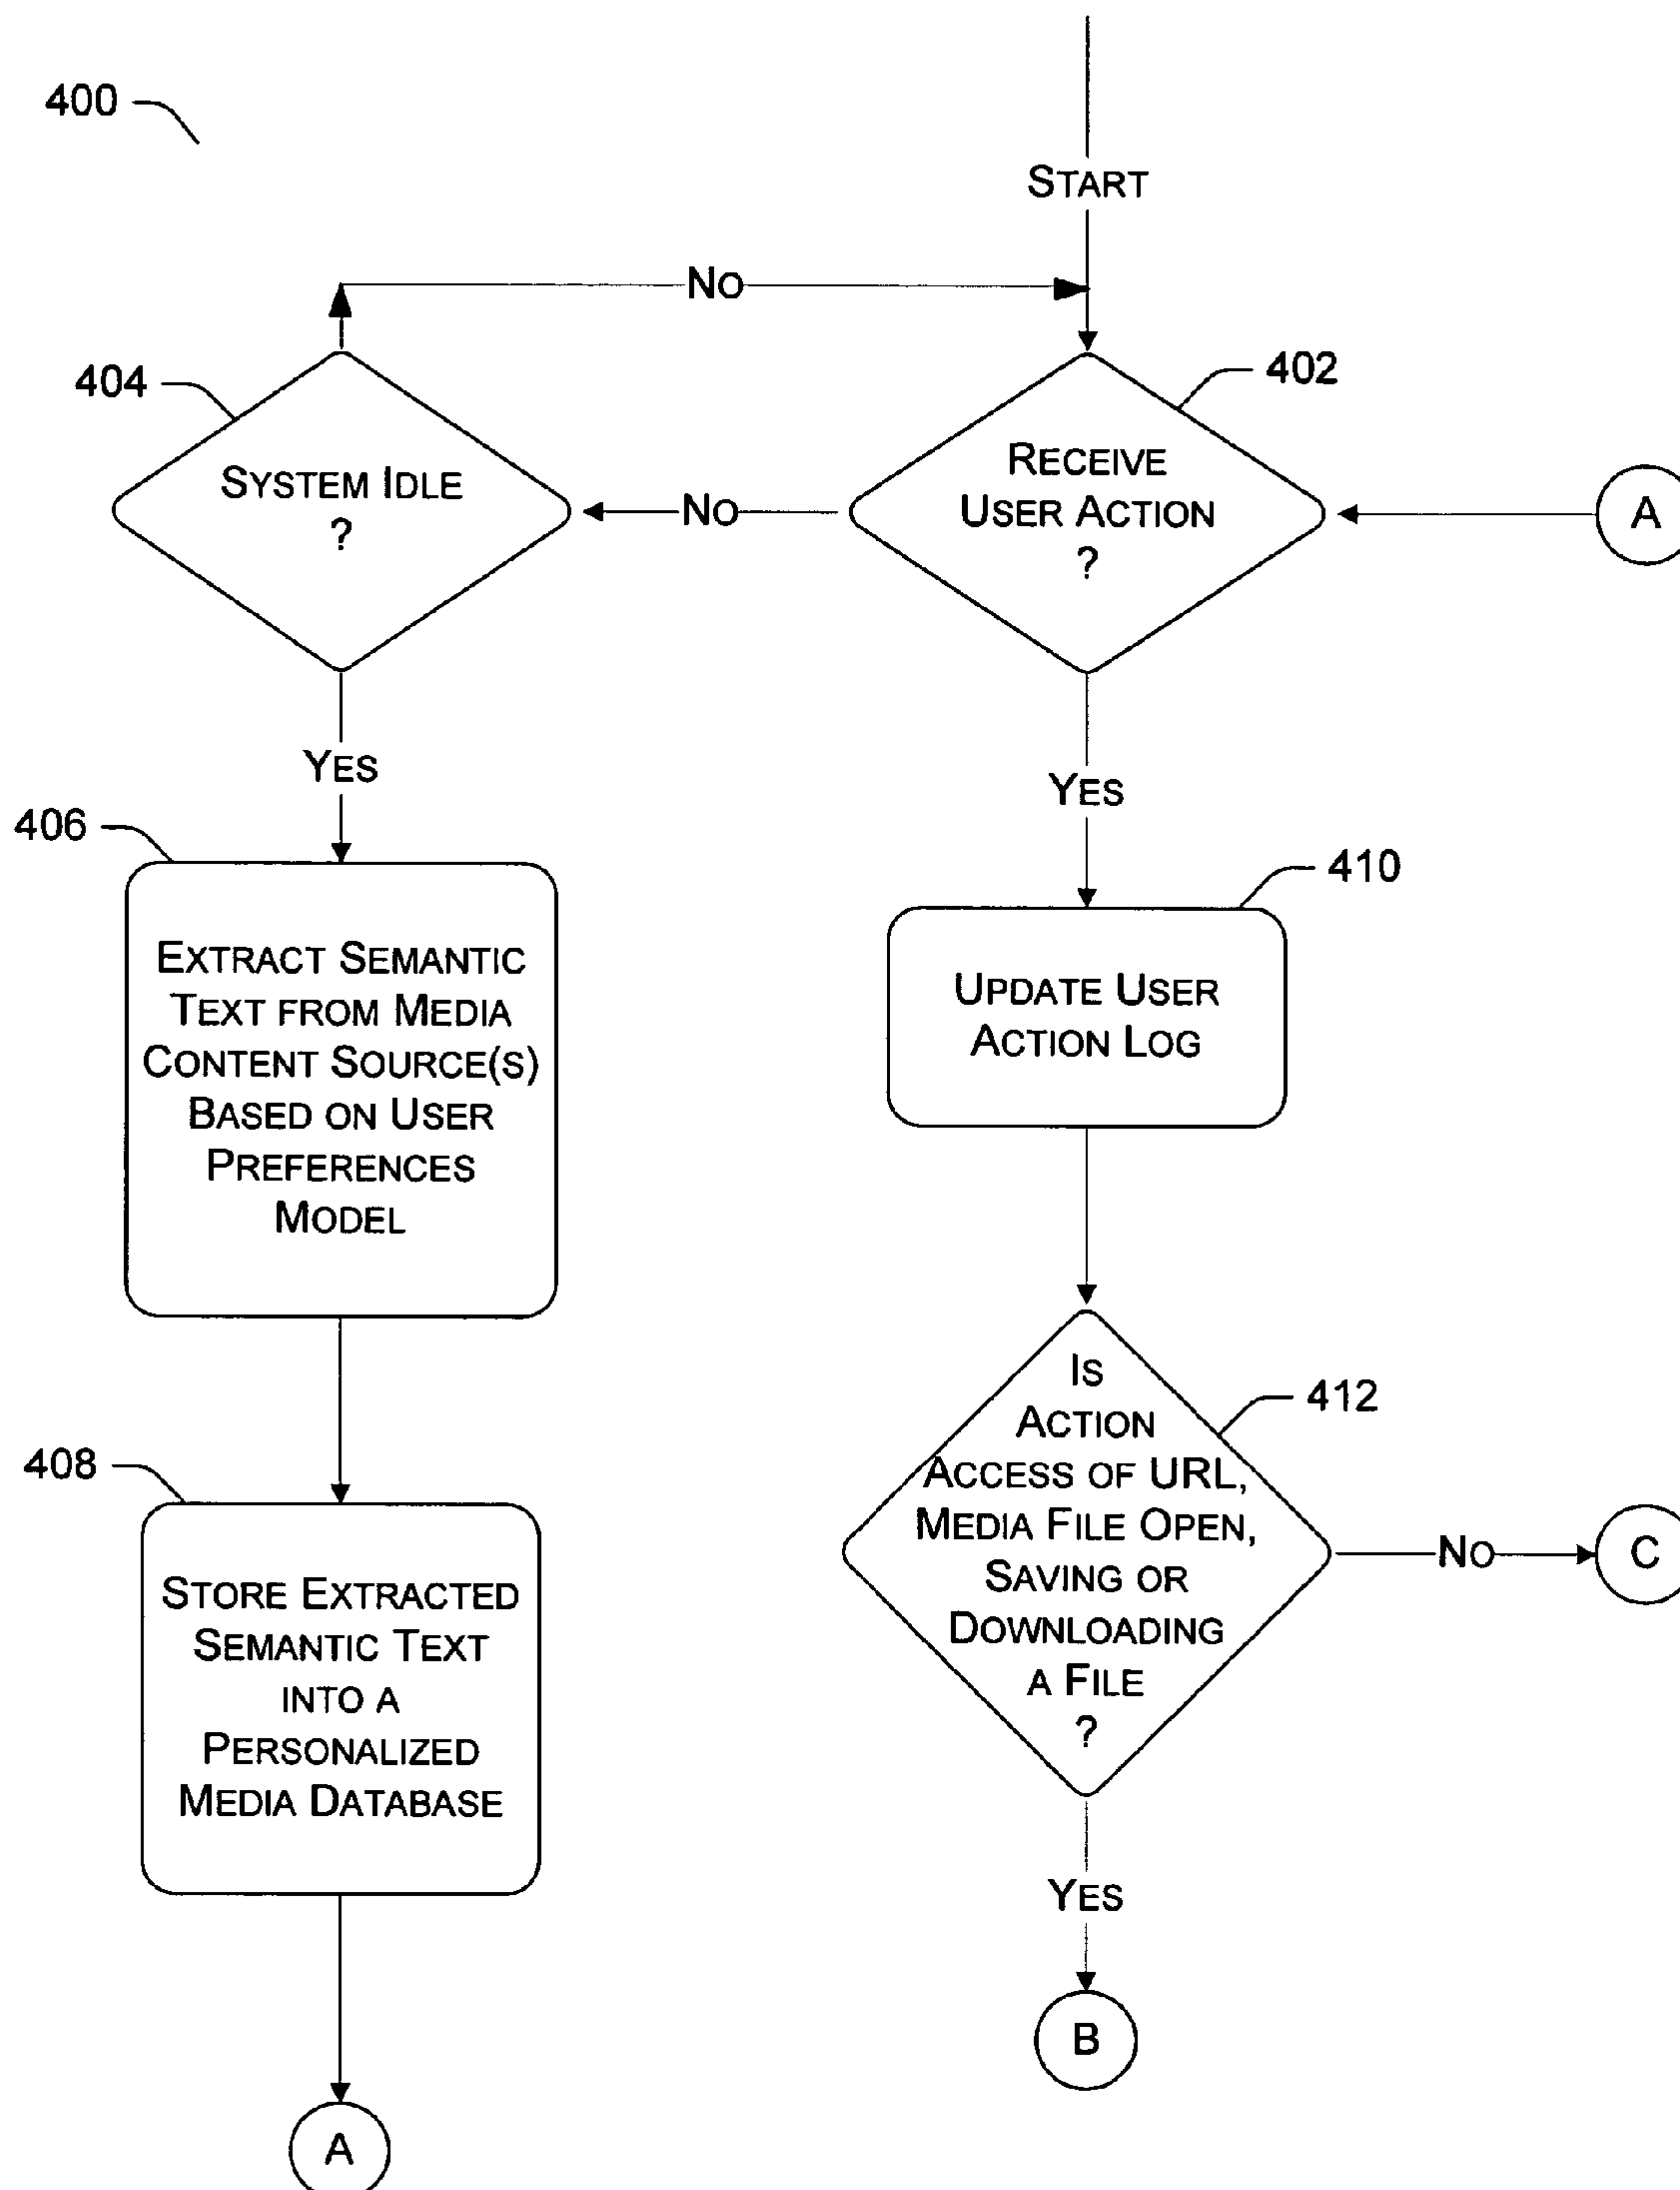 400
START
NO
404
402
SYSTEM IDLE
?
NO
RECEIVE
USER ACTION
?
A
YES
YES
406
410
EXTRACT SEMANTIC
TEXT FROM MEDIA
CONTENT SOURCE(S)
BASED ON USER
PREFERENCES
MODEL
UPDATE USER
ACTION LOG
412
IS
ACTION
ACCESS OF URL,
MEDIA FILE OPEN,
SAVING OR
DOWNLOADING
A FILE
?
NO
C
408
STORE EXTRACTED
SEMANTIC TEXT
INTO A
PERSONALIZED
MEDIA DATABASE
YES
B
A